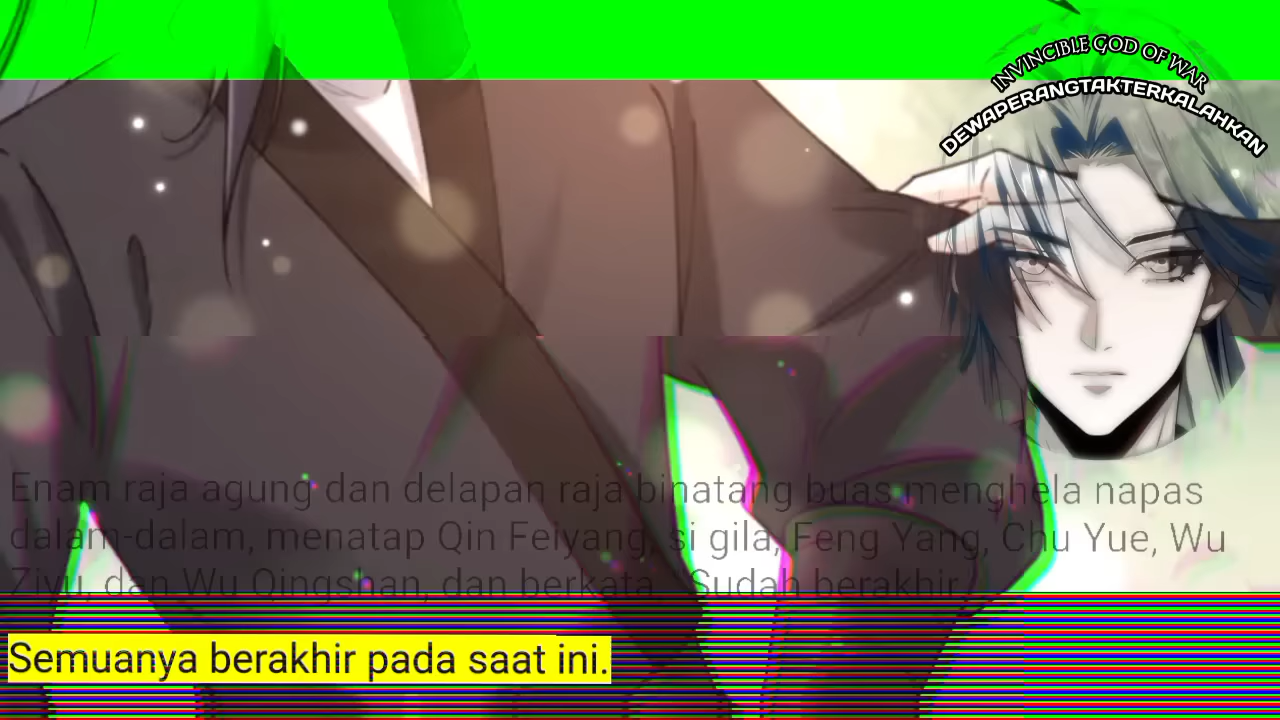 INVINCIBLE GOD OF WAR
DEWAPERANGTAKTERKALAHKAN
Enam raja agung dan delapan raja binatang buas menghela napas
dalam-dalam, menatap Qin Feiyang, si gila, Feng Yang, Chu Yue, Wu
Ziyu, dan Wu Qingshan, dan berkata, Sudah berakhir.
Semuanya berakhir pada saat ini.